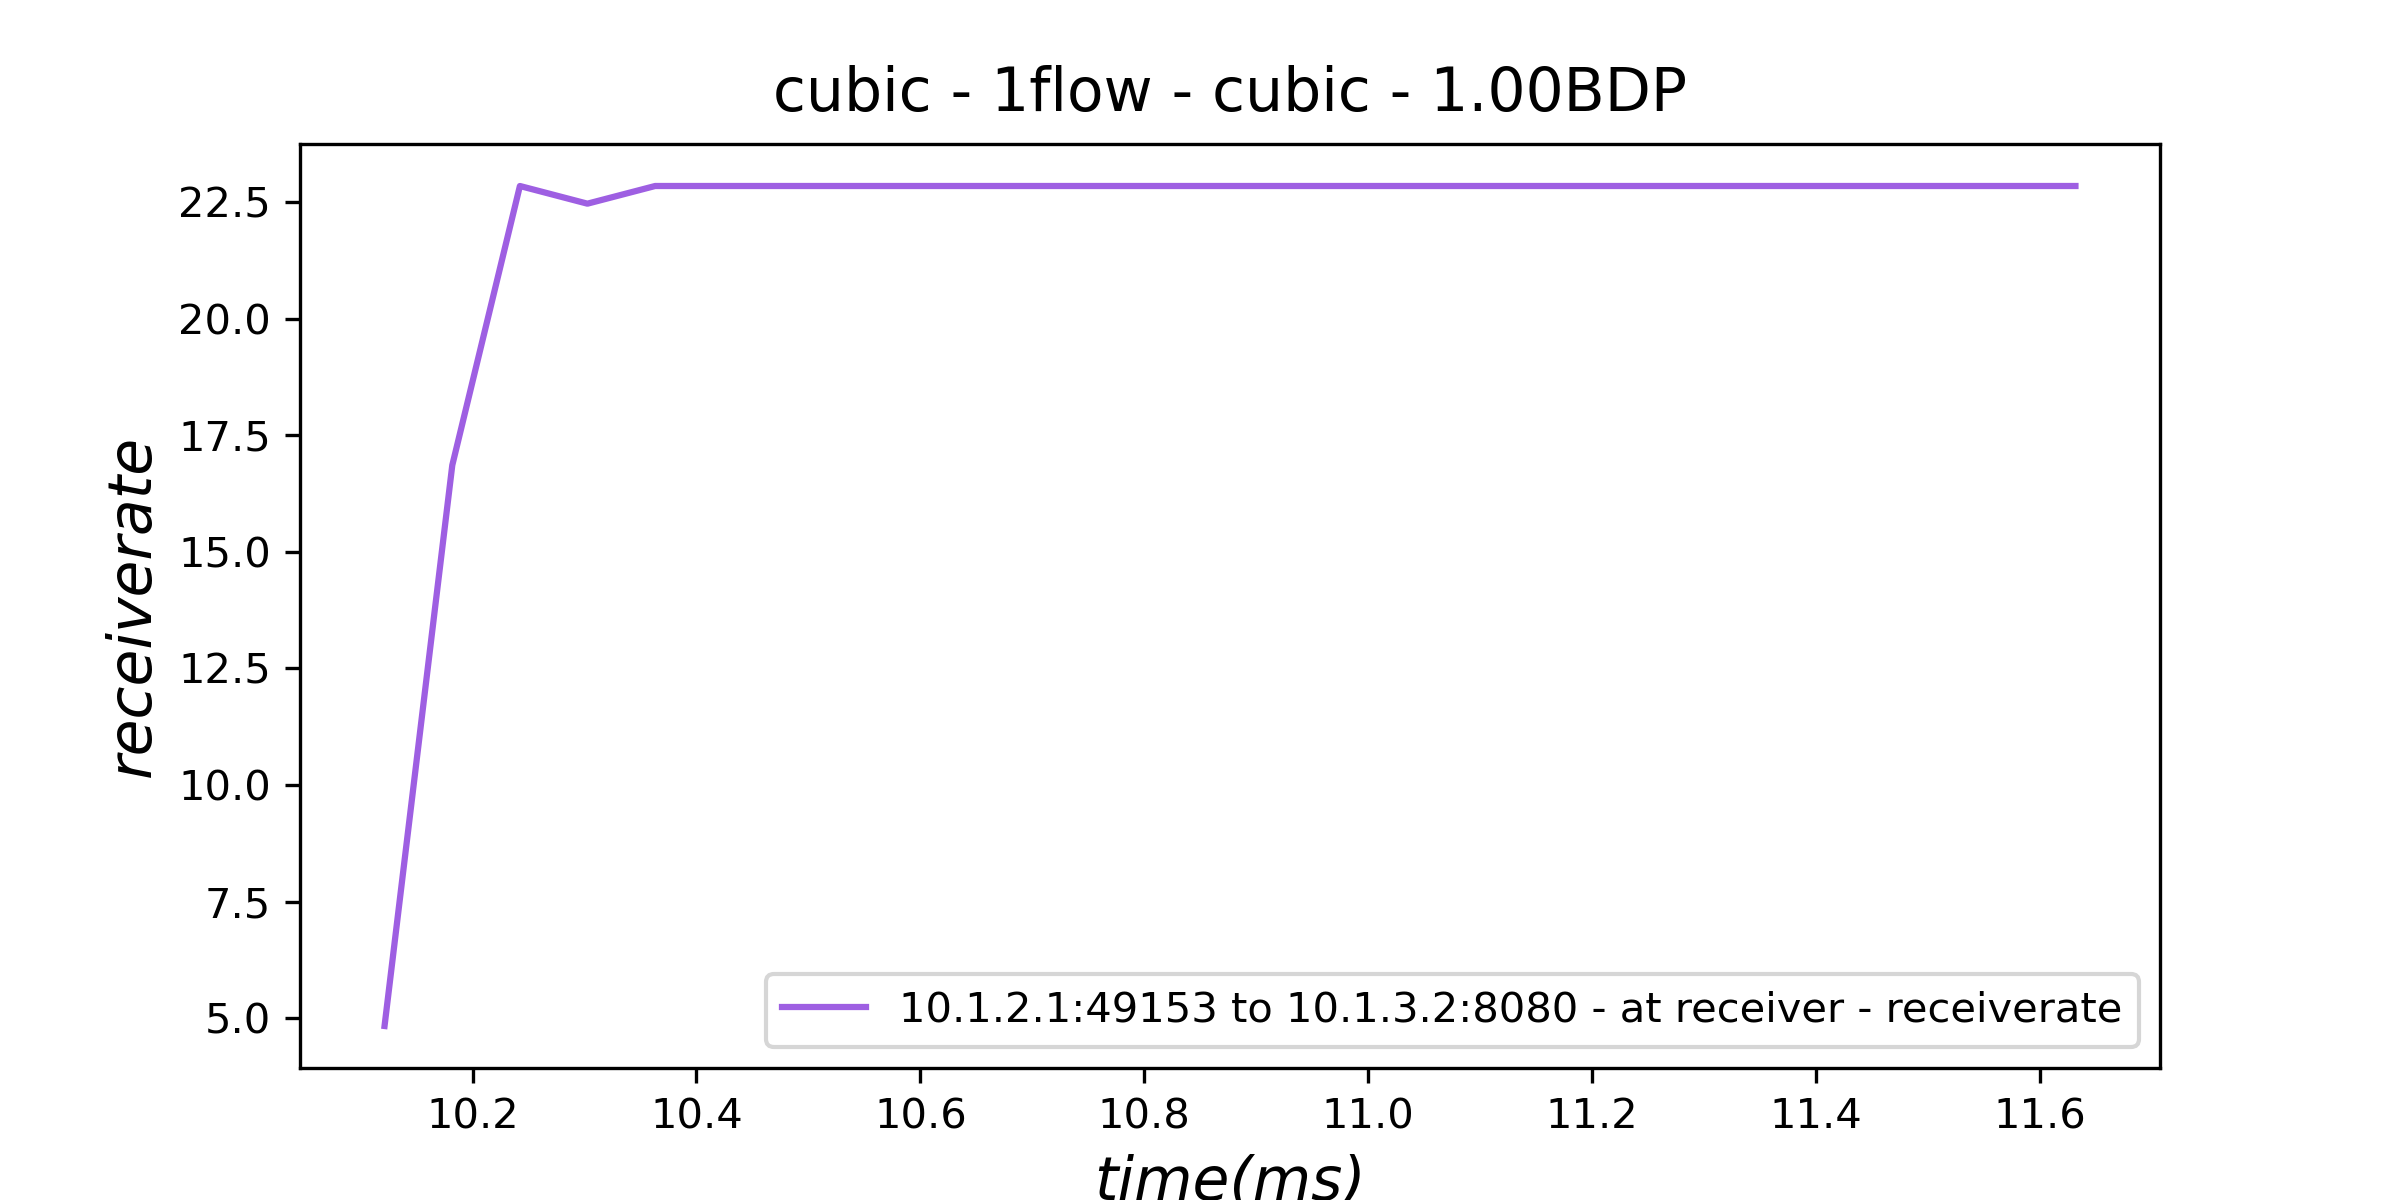 cubic - 1flow - cubic - 1.00BDP
receiverate
22.5
20.0
17.5
15.0
12.5
10.0
7.5
5.0
10.1.2.1:49153 to 10.1.3.2:8080 - at receiver - receiverate
10.2 10.4 10.6 10.8 11.0 11.2 11.4 11.6
time(ms)